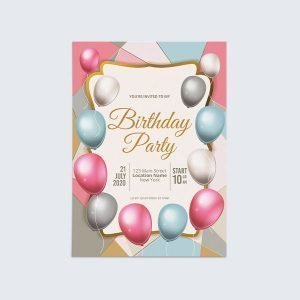 YOU'RE INVITED TO MY
Birthday
Party
21
JULY
2020
123 Main Street
Location Name
New York
START
10 AM